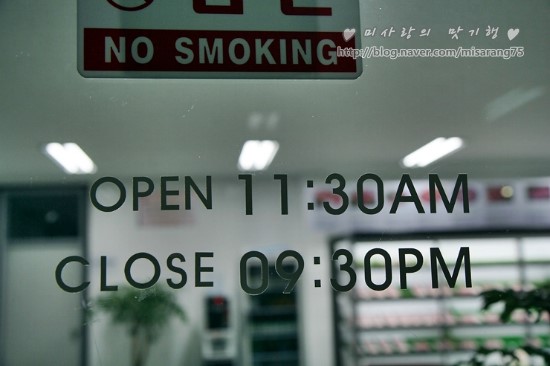 NO SMOKING
♥ 미사랑의 맛기행 ♥
http://blog.naver.com/misarang75
OPEN 11:30AM
CLOSE 09:30PM